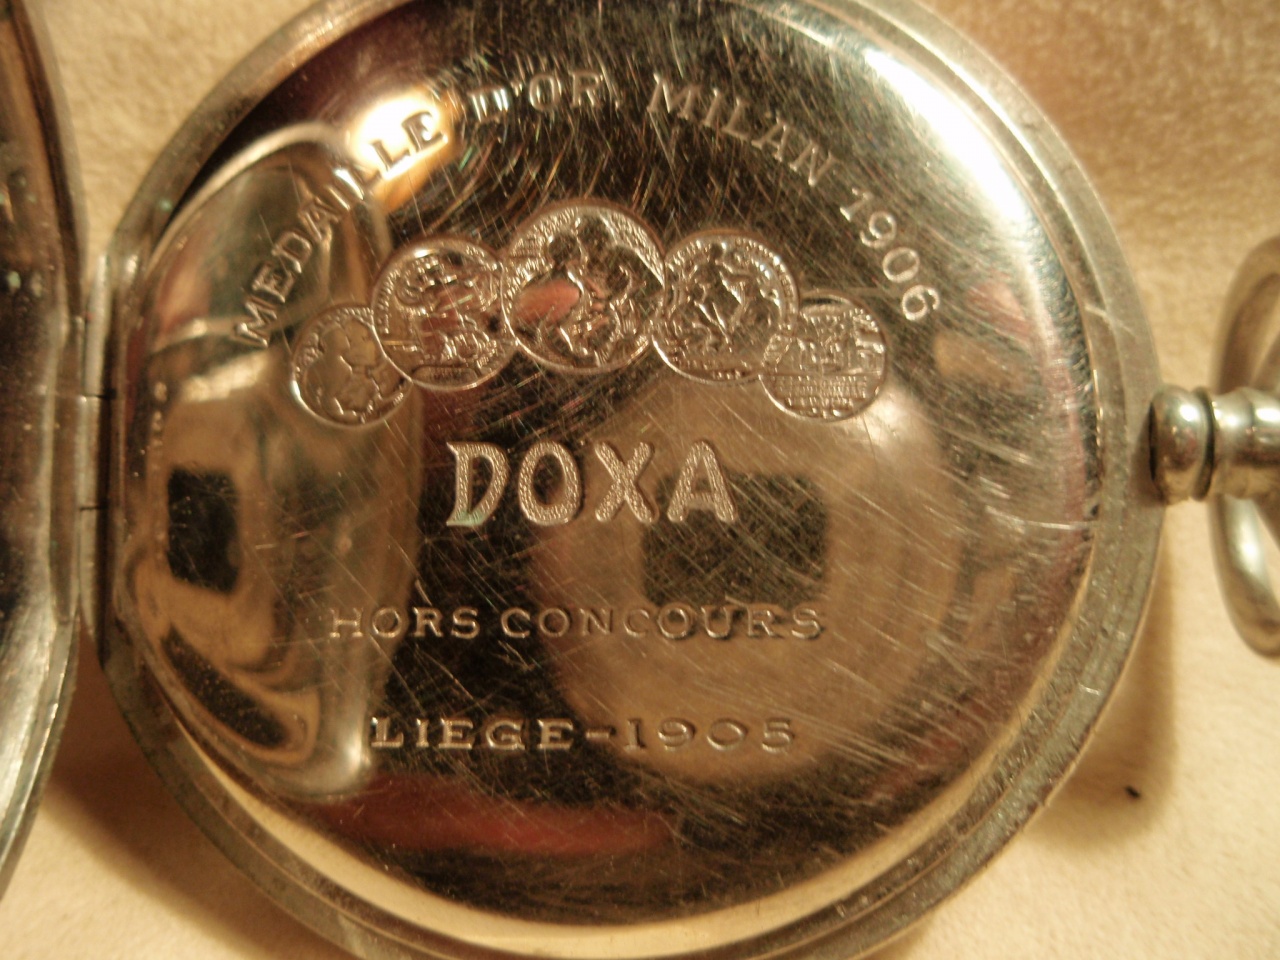 MEDAILLE D'OR. MILAN 1906
DOXA
HORS CONCOURS
LIEGE-1905